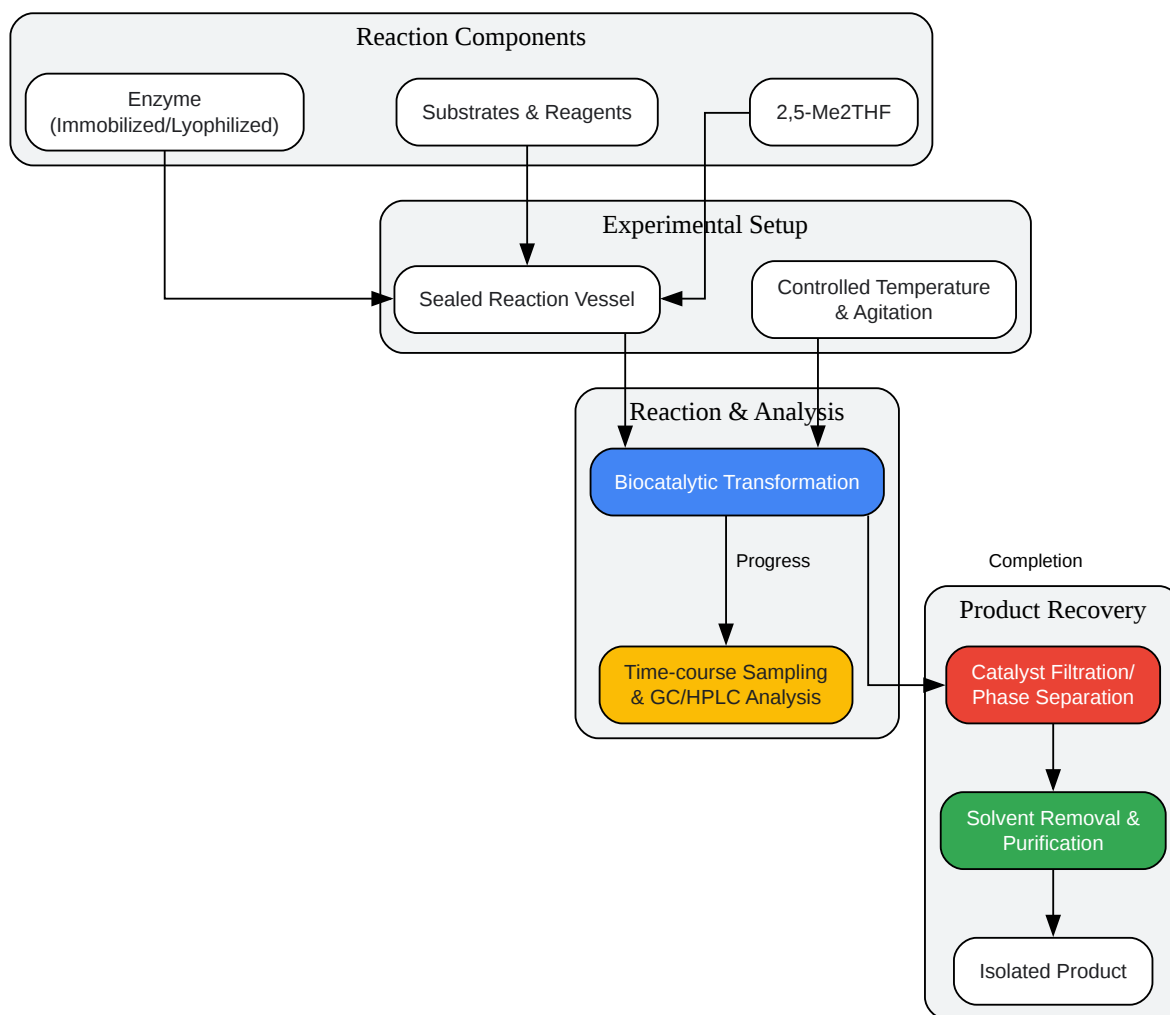 Reaction Components
Enzyme
(Immobilized/Lyophilized)
Substrates & Reagents
2,5-Me2THF
Experimental Setup
Sealed Reaction Vessel
Controlled Temperature
& Agitation
Reaction & Analysis
Biocatalytic Transformation
Progress
Completion
Product Recovery
Time-course Sampling
& GC/HPLC Analysis
Catalyst Filtration/
Phase Separation
Solvent Removal &
Purification
Isolated Product